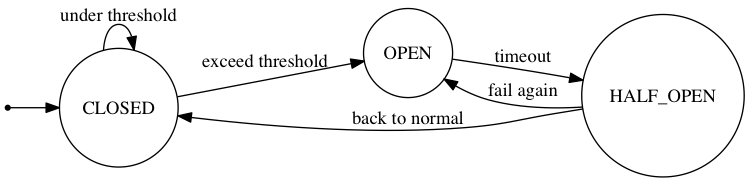 under threshold
exceed threshold
OPEN
timeout
fail again
CLOSED
HALF_OPEN
back to normal